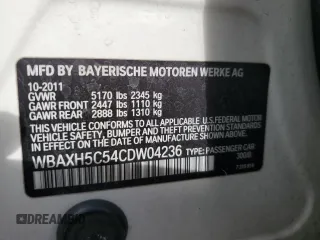 MFD BY BAYERISCHE MOTOREN WERKE AG
10-2011
GVWR 5170 lbs 2345 kg
GAWR FRONT 2447 lbs 1110 kg
GAWR REAR 2888 lbs 1310 kg
THIS VEHICLE CONFORMS TO ALL APPLICABLE U.S. FEDERAL MOTOR
VEHICLE SAFETY, BUMPER, AND THEFT PREVENTION
STANDARDS IN EFFECT ON THE DATE OF
MANUFACTURE SHOWN ABOVE.
WBAXH5C54CDW04236 TYPE: PASSENGER CAR
DREAMBID